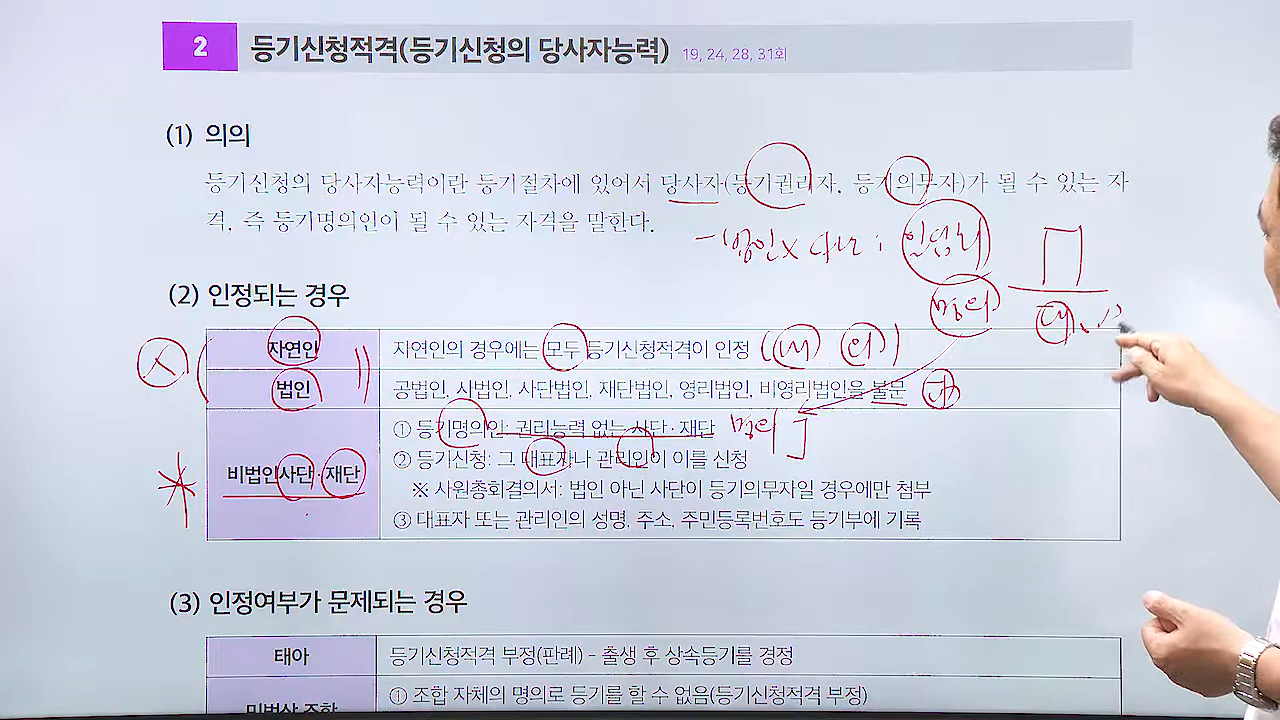 2 등기신청적격(등기신청의 당사자능력) 19, 24, 28, 31회
(1) 의의
등기신청의 당사자능력이란 등기절차에 있어서 당사자(등기권리자, 등기의무자)가 될 수 있는 자
격, 즉 등기명의인이 될 수 있는 자격을 말한다.
(2) 인정되는 경우
자연인 자연인의 경우에는 모두 등기신청적격이 인정
법인 공법인, 사법인, 사단법인, 재단법인, 영리법인, 비영리법인을 불문
비법인사단·재단
① 등기명의인: 권리능력 없는 사단·재단
② 등기신청: 그 대표자나 관리인이 이를 신청
※ 사원총회결의서: 법인 아닌 사단이 등기의무자일 경우에만 첨부
③ 대표자 또는 관리인의 성명, 주소, 주민등록번호도 등기부에 기록
(3) 인정여부가 문제되는 경우
태아 등기신청적격 부정(판례) - 출생 후 상속등기를 경정
민법상 조합 ① 조합 자체의 명의로 등기를 할 수 없음(등기신청적격 부정)